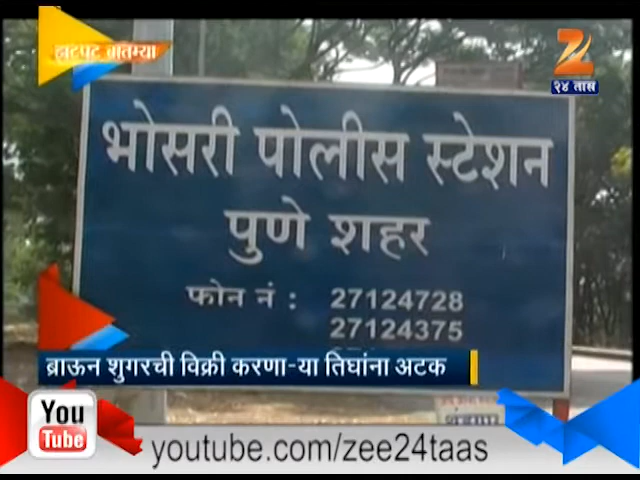 झटपट बातम्या
२४ तास
भोसरी पोलीस स्टेशन
पुणे शहर
फोन नं : 27124728
27124375
ब्राऊन शुगरची विक्री करणा-या तिघांना अटक
You
Tube
youtube.com/zee24taas